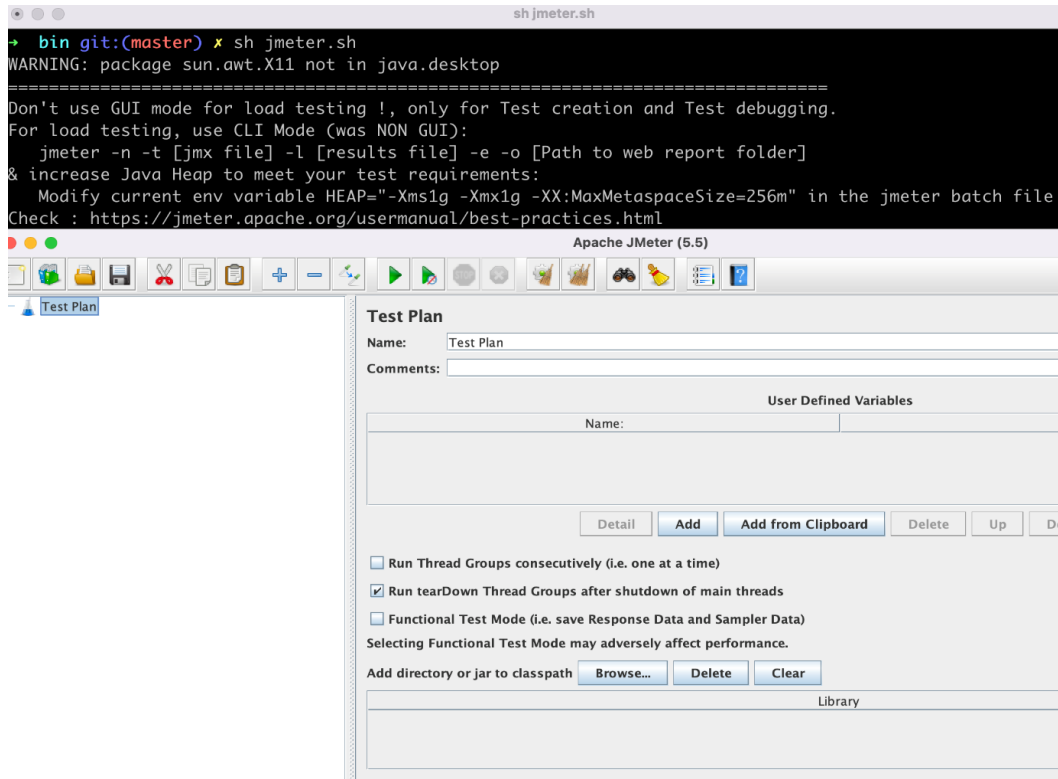 sh jmeter.sh
→ bin git:(master) ✗ sh jmeter.sh
WARNING: package sun.awt.X11 not in java.desktop
================================================================================
Don't use GUI mode for load testing !, only for Test creation and Test debugging.
For load testing, use CLI Mode (was NON GUI):
   jmeter -n -t [jmx file] -l [results file] -e -o [Path to web report folder]
& increase Java Heap to meet your test requirements:
   Modify current env variable HEAP="-Xms1g -Xmx1g -XX:MaxMetaspaceSize=256m" in the jmeter batch file
Check : https://jmeter.apache.org/usermanual/best-practices.html
Apache JMeter (5.5)
STOP
Test Plan
Test Plan
Name: Test Plan
Comments:
User Defined Variables
Name:
Detail Add Add from Clipboard Delete Up
Run Thread Groups consecutively (i.e. one at a time)
Run tearDown Thread Groups after shutdown of main threads
Functional Test Mode (i.e. save Response Data and Sampler Data)
Selecting Functional Test Mode may adversely affect performance.
Add directory or jar to classpath Browse... Delete Clear
Library